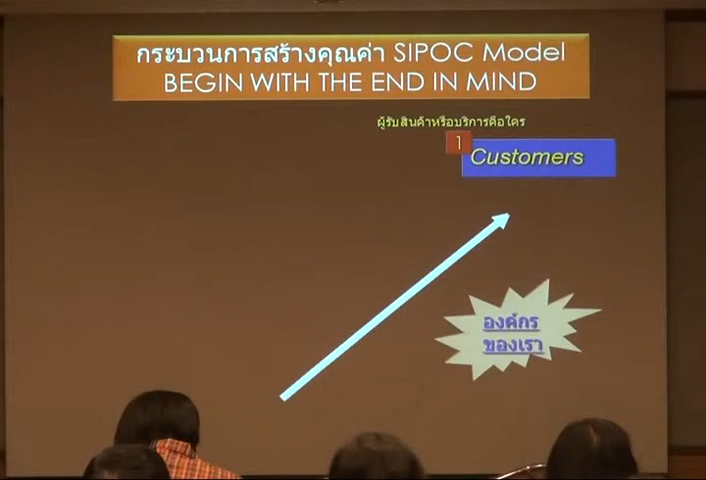 กระบวนการสร้างคุณค่า SIPOC Model
BEGIN WITH THE END IN MIND
ผู้รับสินค้าหรือบริการคือใคร
1
Customers
องค์กร
ของเรา